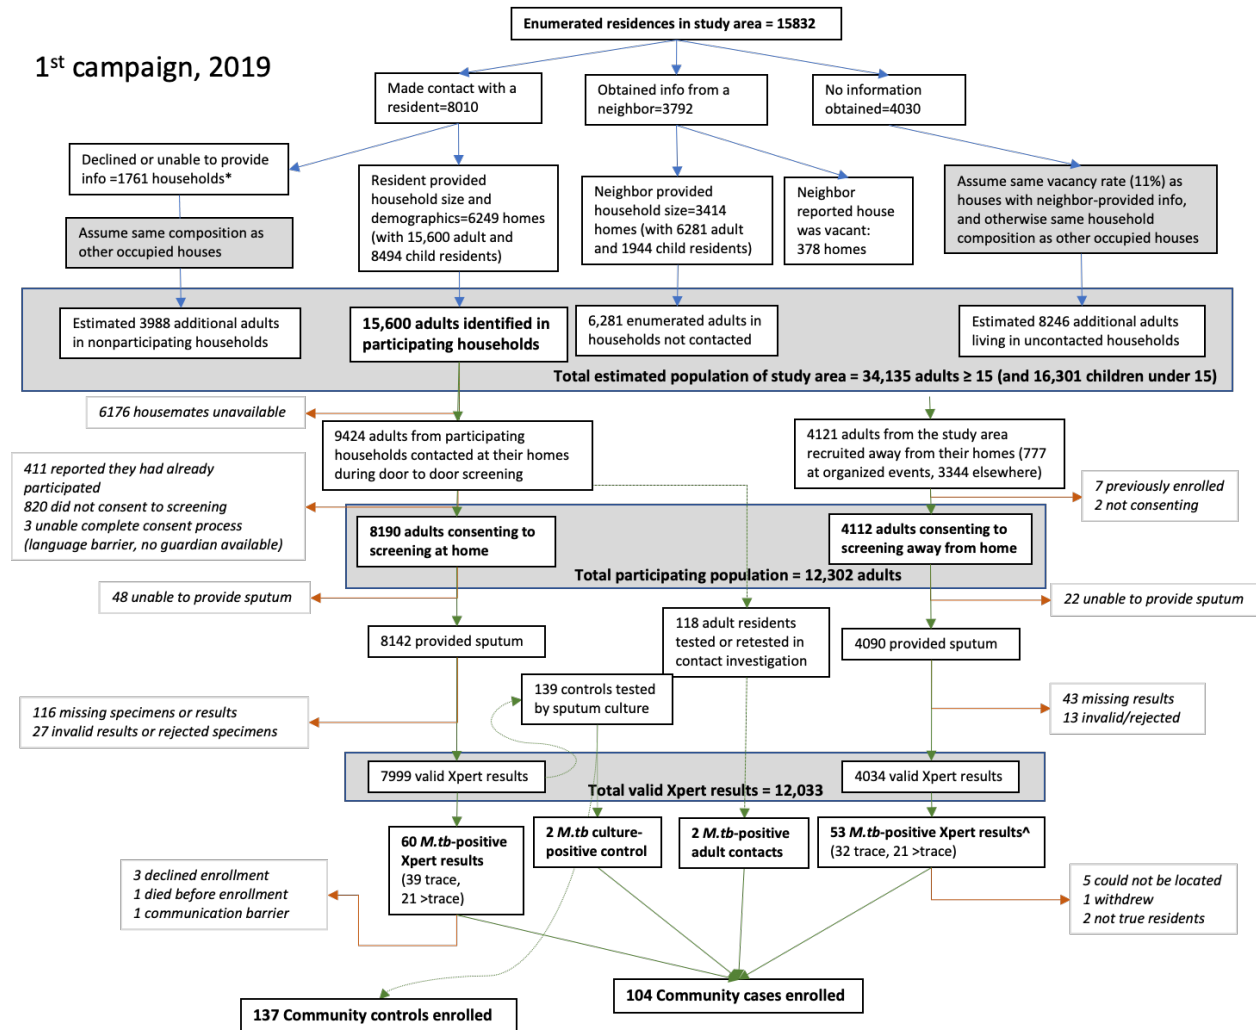 Enumerated residences in study area = 15832
1st campaign, 2019
Made contact with a
resident=8010
Obtained info from a
neighbor=3792
No information
obtained=4030
Declined or unable to provide
info =1761 households*
Resident provided
household size and
demographics=6249 homes
(with 15,600 adult and
8494 child residents)
Neighbor provided
household size=3414
homes (with 6281 adult
and 1944 child residents)
Neighbor
reported house
was vacant:
378 homes
Assume same vacancy rate (11%) as
houses with neighbor-provided info,
and otherwise same household
composition as other occupied houses
Assume same composition as
other occupied houses
Estimated 3988 additional adults
in nonparticipating households
15,600 adults identified in
participating households
6,281 enumerated adults in
households not contacted
Estimated 8246 additional adults
living in uncontacted households
Total estimated population of study area = 34,135 adults ≥ 15 (and 16,301 children under 15)
6176 housemates unavailable
9424 adults from participating
households contacted at their homes
during door to door screening
4121 adults from the study area
recruited away from their homes (777
at organized events, 3344 elsewhere)
411 reported they had already
participated
820 did not consent to screening
3 unable complete consent process
(language barrier, no guardian available)
7 previously enrolled
2 not consenting
8190 adults consenting to
screening at home
4112 adults consenting to
screening away from home
Total participating population = 12,302 adults
48 unable to provide sputum
22 unable to provide sputum
8142 provided sputum
118 adult residents
tested or retested in
contact investigation
4090 provided sputum
139 controls tested
by sputum culture
116 missing specimens or results
27 invalid results or rejected specimens
43 missing results
13 invalid/rejected
7999 valid Xpert results
4034 valid Xpert results
Total valid Xpert results = 12,033
60 M.tb-positive
Xpert results
(39 trace,
21 >trace)
2 M.tb culture-
positive control
2 M.tb-positive
adult contacts
53 M.tb-positive Xpert results^
(32 trace, 21 >trace)
3 declined enrollment
1 died before enrollment
1 communication barrier
5 could not be located
1 withdrew
2 not true residents
104 Community cases enrolled
137 Community controls enrolled